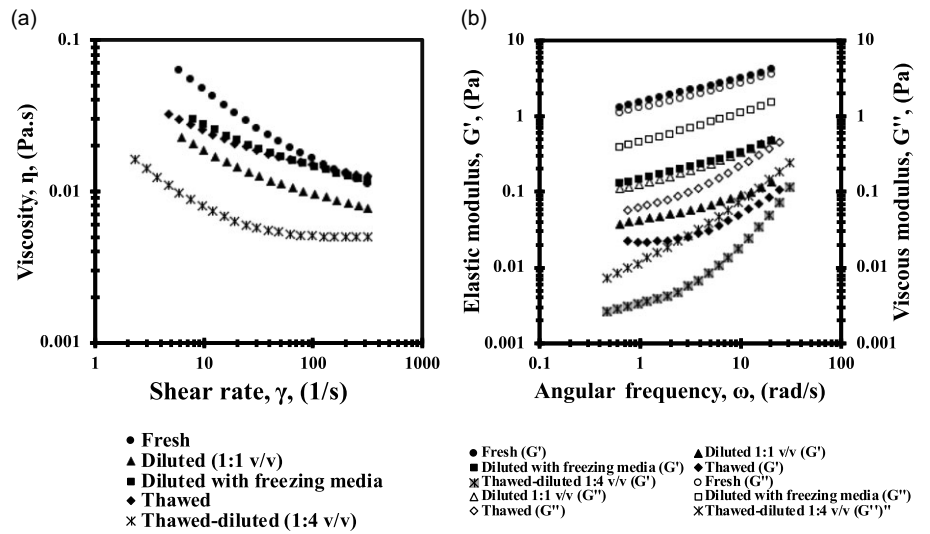 (a)
(b)
Viscosity, η, (Pa.s)
0.1
0.01
0.001
1 10 100 1000
Shear rate, γ, (1/s)
● Fresh
▲ Diluted (1:1 v/v)
■ Diluted with freezing media
◆ Thawed
Thawed-diluted (1:4 v/v)
Elastic modulus, G', (Pa)
10
1
0.1
0.01
0.001
0.1 1 10 100
Angular frequency, ω, (rad/s)
10
1
0.1
0.01
0.001
Viscous modulus, G'', (Pa)
● Fresh (G')
■ Diluted with freezing media (G')
Thawed-diluted 1:4 v/v (G')
△ Diluted 1:1 v/v (G'')
◇ Thawed (G'')
▲ Diluted 1:1 v/v (G')
◆ Thawed (G')
○ Fresh (G'')
□ Diluted with freezing media (G'')
Thawed-diluted 1:4 v/v (G'')"